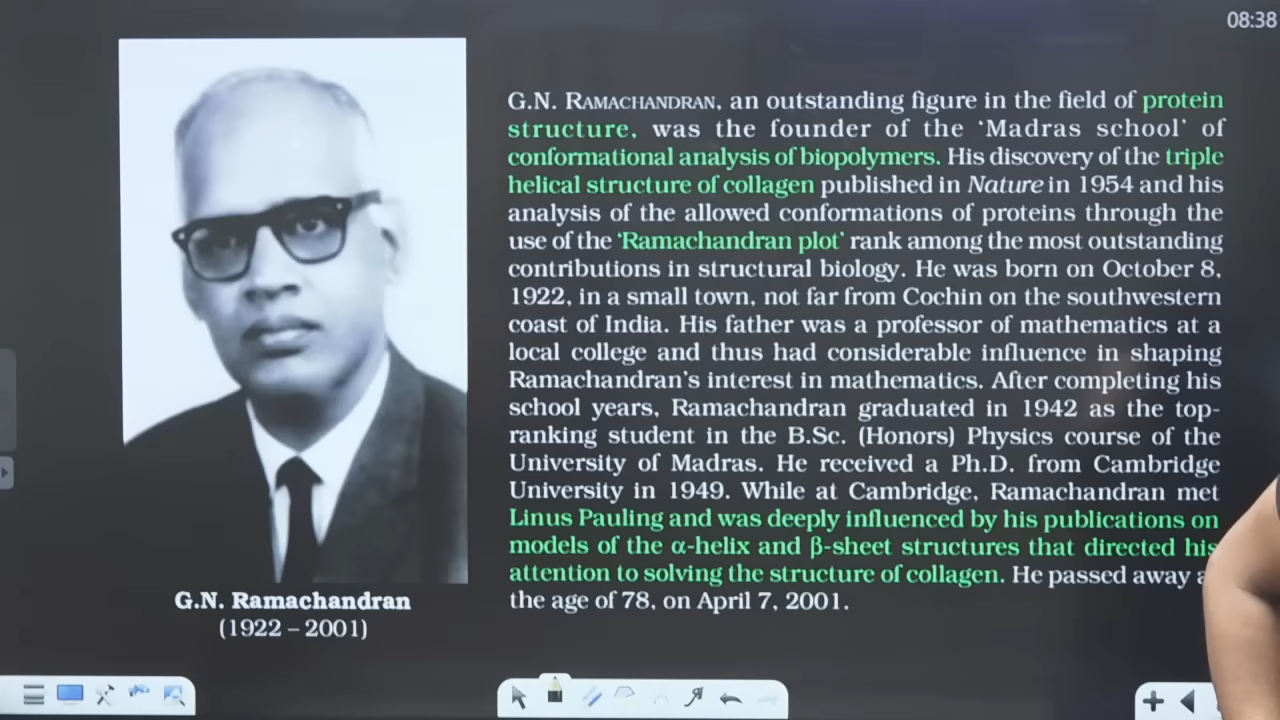 08:38
G.N. RAMACHANDRAN, an outstanding figure in the field of protein
structure, was the founder of the ‘Madras school’ of
conformational analysis of biopolymers. His discovery of the triple
helical structure of collagen published in Nature in 1954 and his
analysis of the allowed conformations of proteins through the
use of the ‘Ramachandran plot’ rank among the most outstanding
contributions in structural biology. He was born on October 8,
1922, in a small town, not far from Cochin on the southwestern
coast of India. His father was a professor of mathematics at a
local college and thus had considerable influence in shaping
Ramachandran’s interest in mathematics. After completing his
school years, Ramachandran graduated in 1942 as the top-
ranking student in the B.Sc. (Honors) Physics course of the
University of Madras. He received a Ph.D. from Cambridge
University in 1949. While at Cambridge, Ramachandran met
Linus Pauling and was deeply influenced by his publications on
models of the α-helix and β-sheet structures that directed his
attention to solving the structure of collagen. He passed away a
the age of 78, on April 7, 2001.
G.N. Ramachandran
(1922 – 2001)